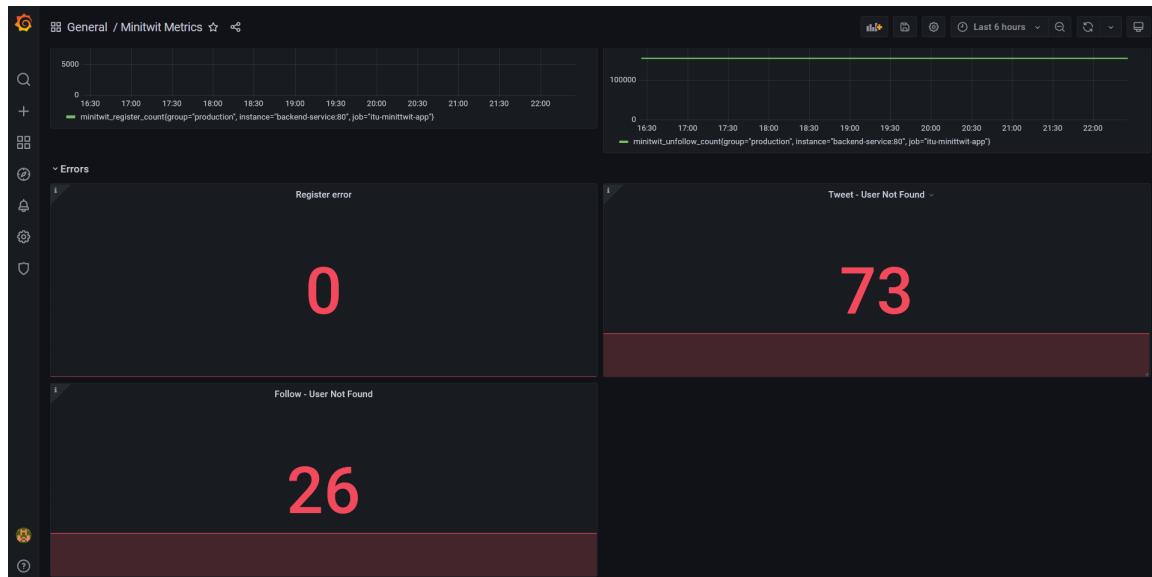 General / Minitwit Metrics
Last 6 hours
5000
0
16:30 17:00 17:30 18:00 18:30 19:00 19:30 20:00 20:30 21:00 21:30 22:00
minitwit_register_count{group="production", instance="backend-service:80", job="itu-minittwit-app"}
100000
0
16:30 17:00 17:30 18:00 18:30 19:00 19:30 20:00 20:30 21:00 21:30 22:00
minitwit_unfollow_count{group="production", instance="backend-service:80", job="itu-minittwit-app"}
Errors
Register error
0
Tweet - User Not Found
73
Follow - User Not Found
26